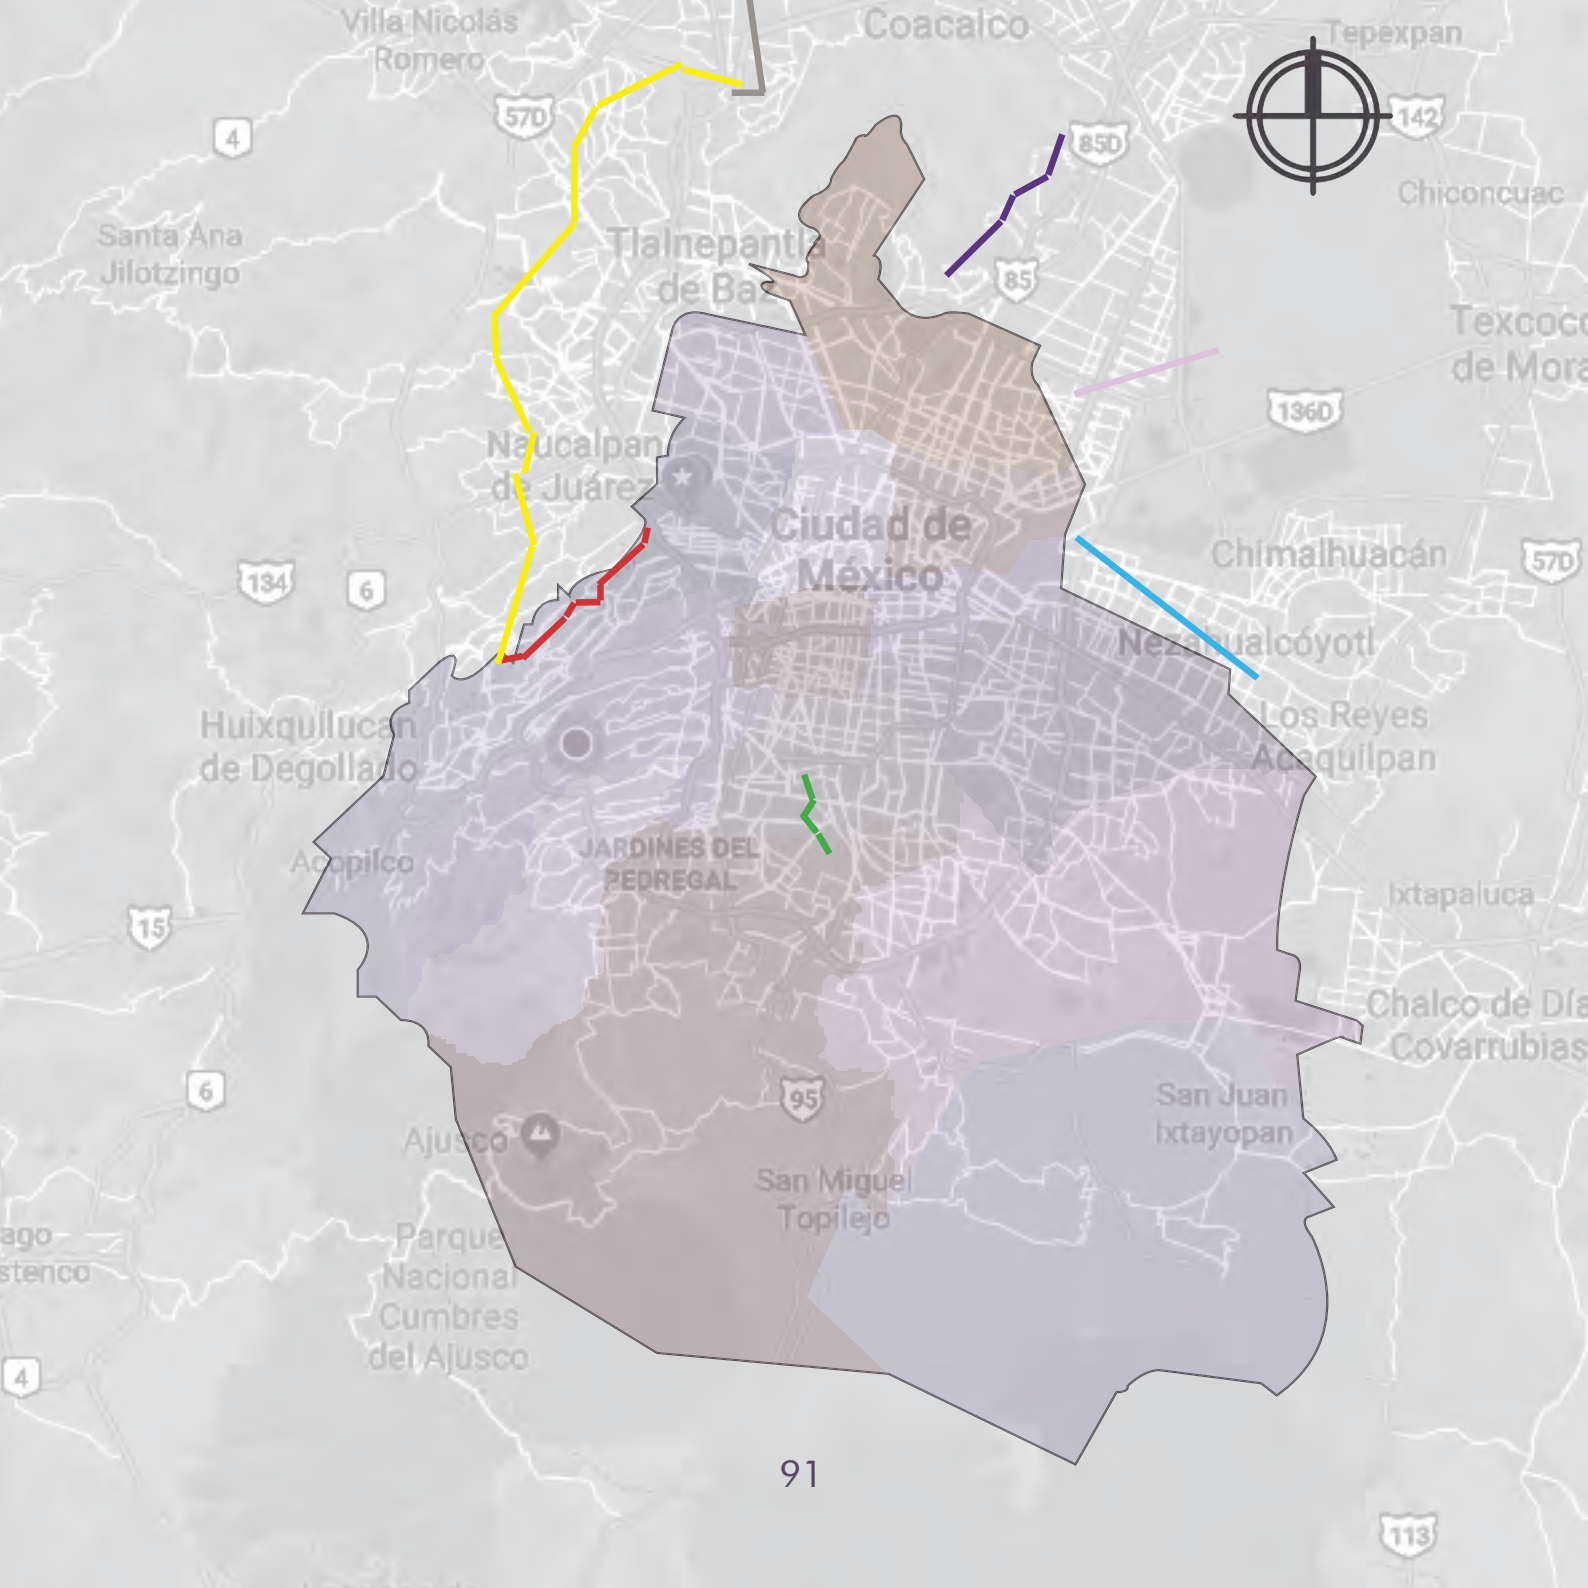 Villa Nicolás
Romero
Coacalco
Tepexpan
57D
4
85D
142
Chiconcuac
Santa Ana
Jilotzingo
Tlalnepantla
de Baz
85
Texcoco
de Mora
136D
Naucalpan
de Juárez
Ciudad de
México
Chimalhuacán
57D
134
6
Nezahualcóyotl
Huixquilucan
de Degollado
Los Reyes
Acaquilpan
JARDINES DEL
PEDREGAL
Acopilco
Ixtapaluca
15
Chalco de Día
Covarrubias
6
95
San Juan
Ixtayopan
Ajusco
San Miguel
Topilejo
ago
stenco
Parque
Nacional
Cumbres
del Ajusco
4
91
113